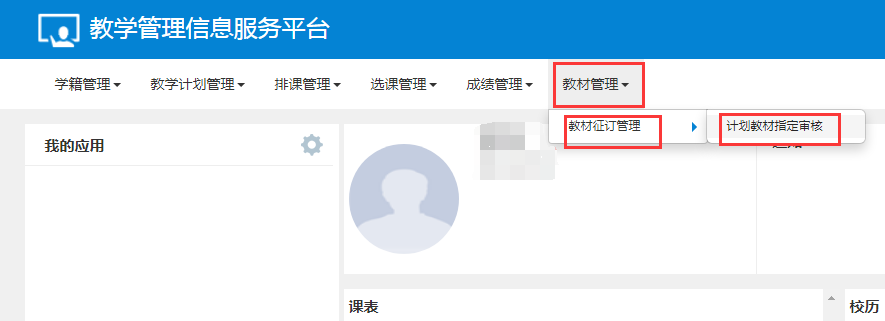 教学管理信息服务平台
学籍管理 教学计划管理 排课管理 选课管理 成绩管理 教材管理
教材征订管理 计划教材指定审核
我的应用
课表 校历